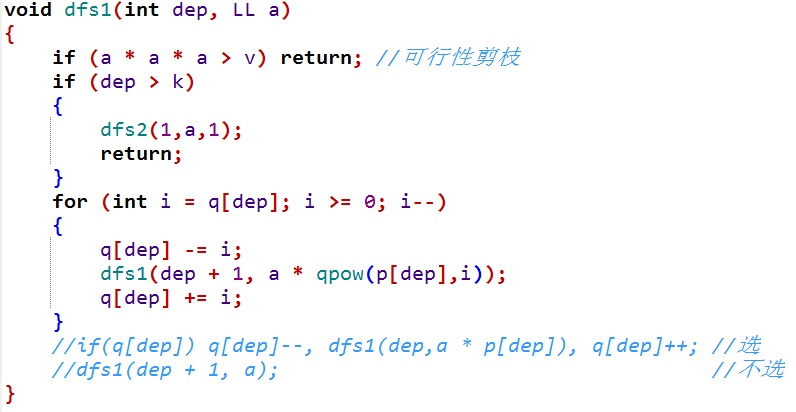 void dfs1(int dep, LL a)
{
    if (a * a * a > v) return; //可行性剪枝
    if (dep > k)
    {
        dfs2(1,a,1);
        return;
    }
    for (int i = q[dep]; i >= 0; i--)
    {
        q[dep] -= i;
        dfs1(dep + 1, a * qpow(p[dep],i));
        q[dep] += i;
    }
    //if(q[dep]) q[dep]--, dfs1(dep,a * p[dep]), q[dep]++; //选
    //dfs1(dep + 1, a);                                    //不选
}